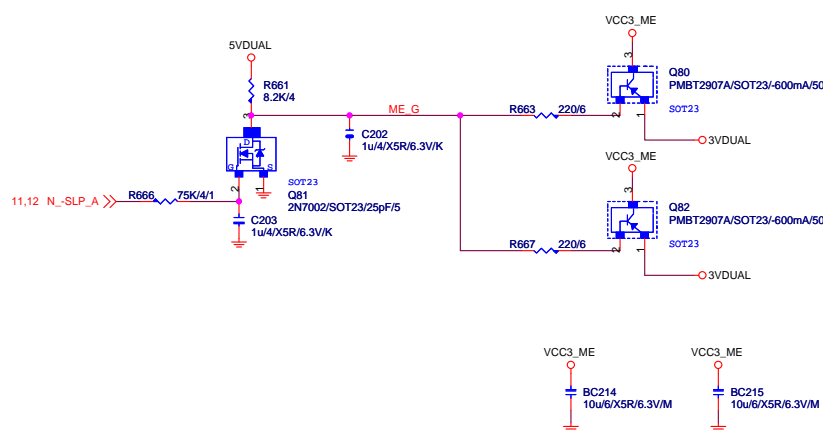 VCC3_ME
3
Q80
PMBT2907A/SOT23/-600mA/50
SOT23
2
1
3VDUAL
5VDUAL
R661
8.2K/4
3
ME_G
R663
220/6
C202
1u/4/X5R/6.3V/K
D
G
S
2
1
SOT23
Q81
2N7002/SOT23/25pF/5
11,12 N_-SLP_A
R666
75K/4/1
C203
1u/4/X5R/6.3V/K
VCC3_ME
3
Q82
PMBT2907A/SOT23/-600mA/50
SOT23
R667
220/6
2
1
3VDUAL
VCC3_ME
BC214
10u/6/X5R/6.3V/M
VCC3_ME
BC215
10u/6/X5R/6.3V/M